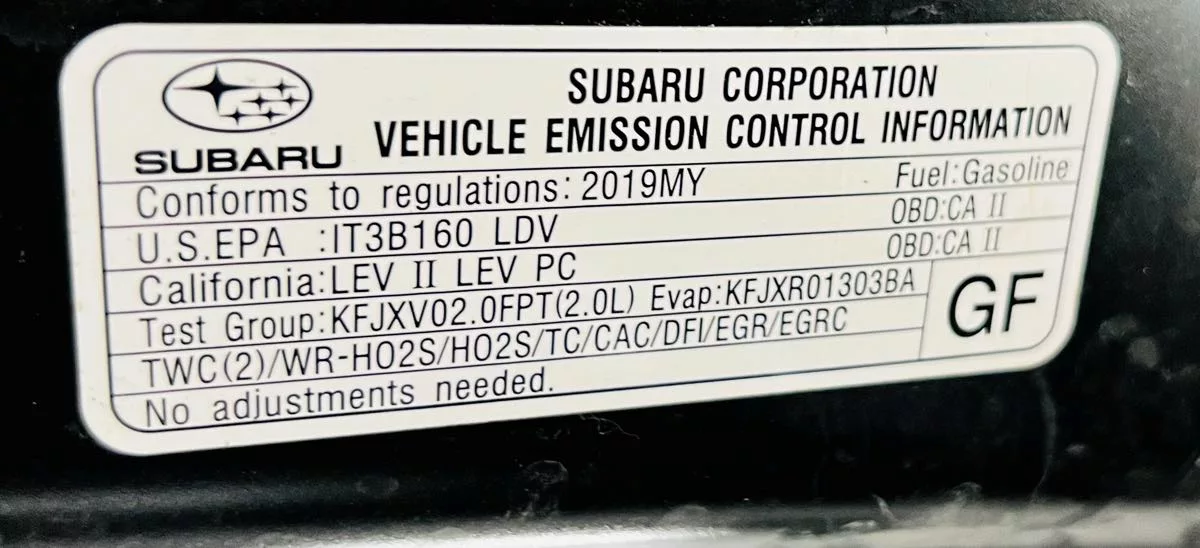 SUBARU
SUBARU CORPORATION
VEHICLE EMISSION CONTROL INFORMATION
Conforms to regulations: 2019MY Fuel:Gasoline
U.S.EPA :IT3B160 LDV OBD:CA II
California:LEV II LEV PC OBD:CA II
Test Group:KFJXV02.0FPT(2.0L) Evap:KFJXR01303BA
TWC(2)/WR-HO2S/HO2S/TC/CAC/DFI/EGR/EGRC
No adjustments needed.
GF